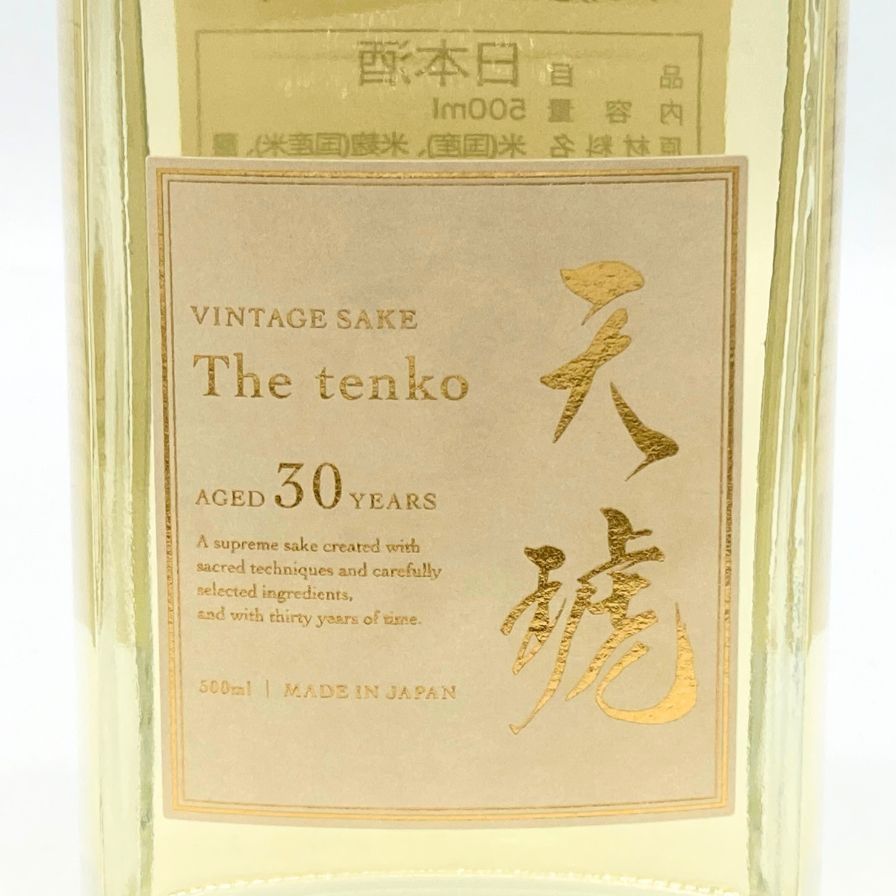 品目 日本酒
内容量 500ml
原材料名 米(国産)、米麹(国産米)、
VINTAGE SAKE
The tenko
AGED 30 YEARS
A supreme sake created with
sacred techniques and carefully
selected ingredients,
and with thirty years of time.
500ml | MADE IN JAPAN
天琥